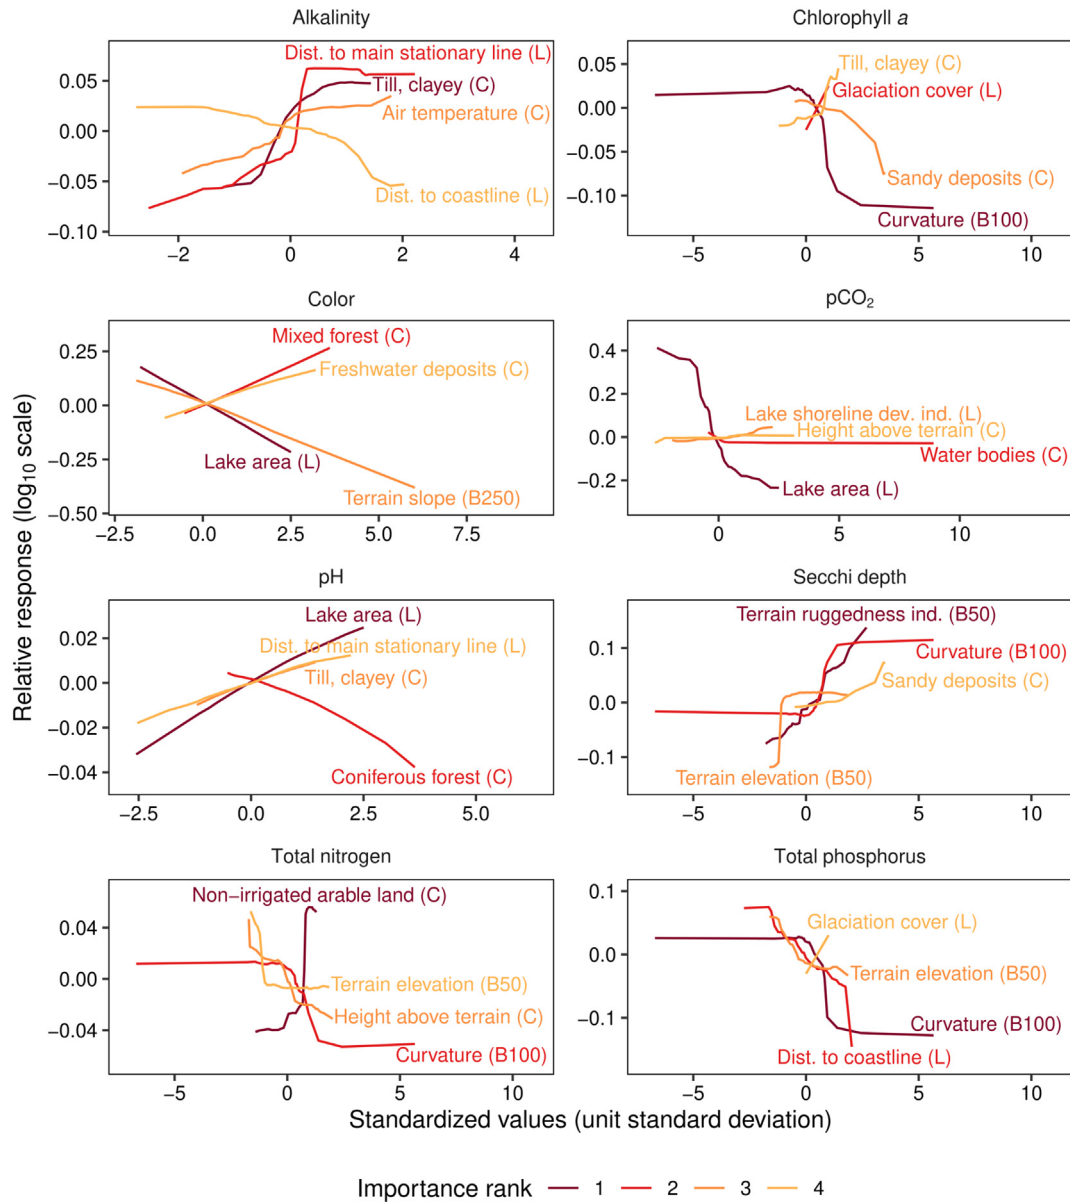 Alkalinity
Dist. to main stationary line (L)
Till, clayey (C)
Air temperature (C)
Dist. to coastline (L)
0.05
0.00
−0.05
−0.10
−2
0
2
4
Chlorophyll a
Till, clayey (C)
Glaciation cover (L)
Sandy deposits (C)
Curvature (B100)
0.05
0.00
−0.05
−0.10
−5
0
5
10
Color
Mixed forest (C)
Freshwater deposits (C)
Lake area (L)
Terrain slope (B250)
0.25
0.00
−0.25
−0.50
−2.5
0.0
2.5
5.0
7.5
pCO₂
Lake shoreline dev. ind. (L)
Height above terrain (C)
Water bodies (C)
Lake area (L)
0.4
0.2
0.0
−0.2
0
5
10
Relative response (log₁₀ scale)
pH
Lake area (L)
Dist. to main stationary line (L)
Till, clayey (C)
Coniferous forest (C)
0.02
0.00
−0.02
−0.04
−2.5
0.0
2.5
5.0
Secchi depth
Terrain ruggedness ind. (B50)
Curvature (B100)
Sandy deposits (C)
Terrain elevation (B50)
0.1
0.0
−0.1
−5
0
5
10
Total nitrogen
Non−irrigated arable land (C)
Terrain elevation (B50)
Height above terrain (C)
Curvature (B100)
0.04
0.00
−0.04
−5
0
5
10
Total phosphorus
Glaciation cover (L)
Terrain elevation (B50)
Curvature (B100)
Dist. to coastline (L)
0.1
0.0
−0.1
−5
0
5
10
Standardized values (unit standard deviation)
Importance rank 1 2 3 4